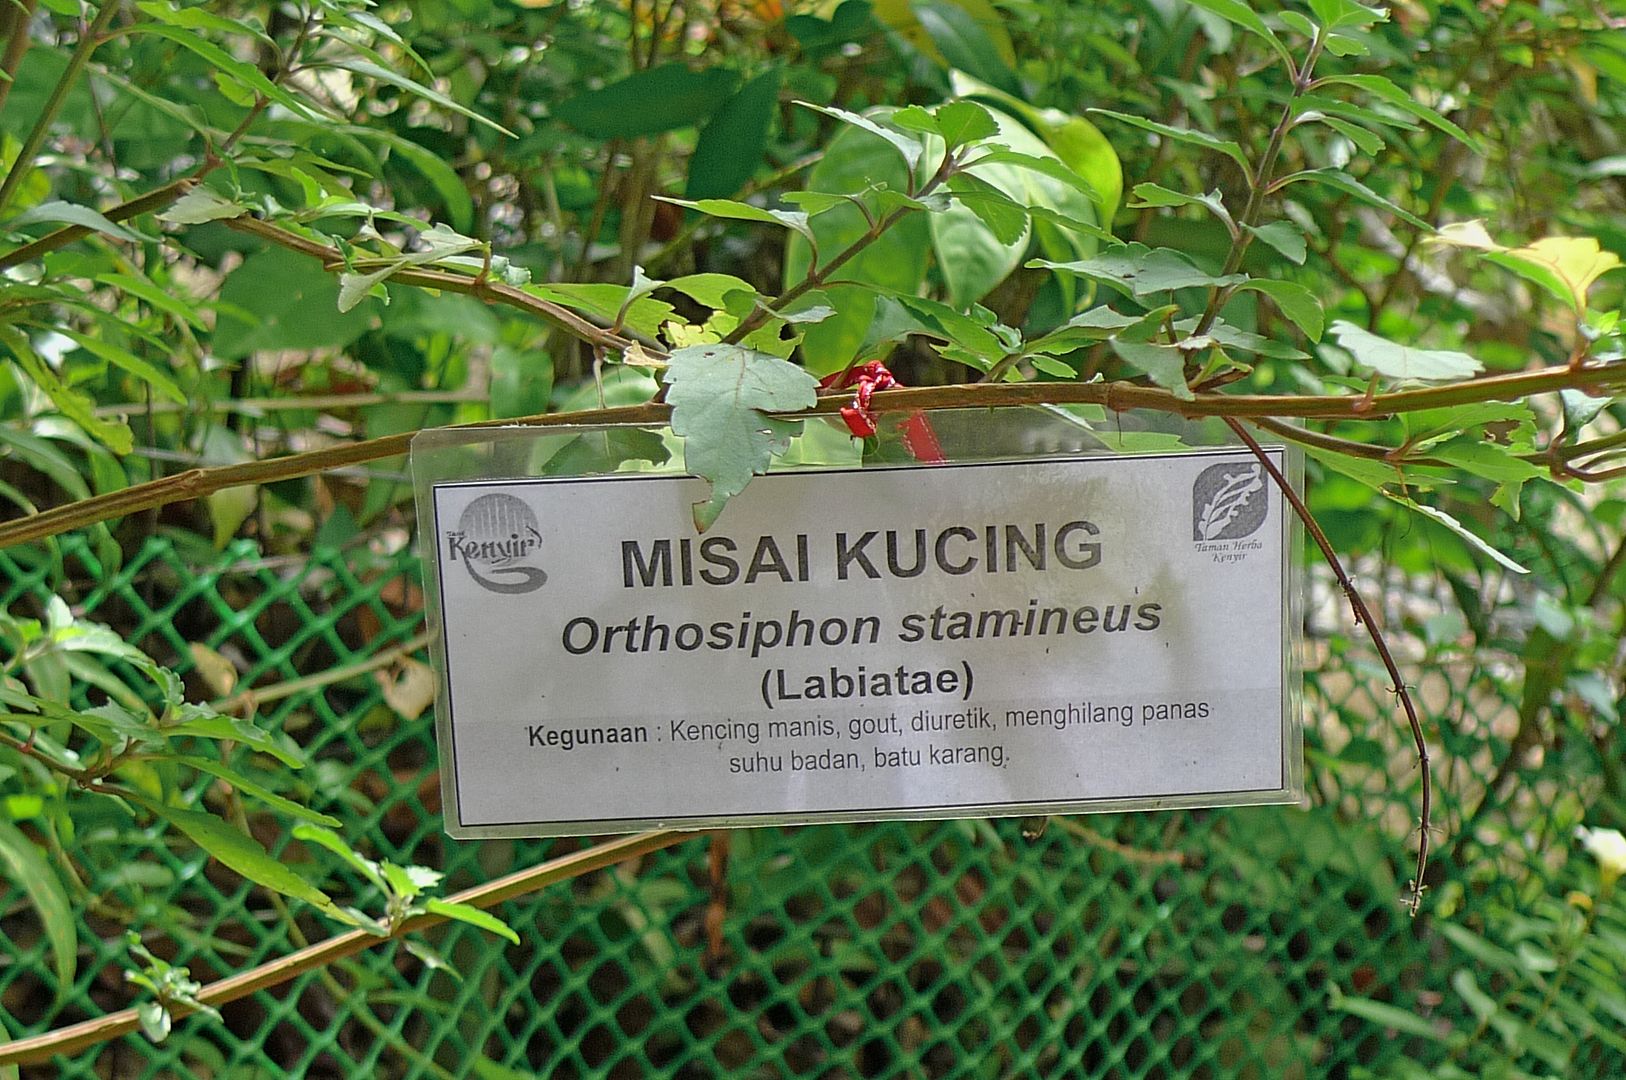 Tasik
Kenyir
Taman Herba
Kenyir
MISAI KUCING
Orthosiphon stamineus
(Labiatae)
Kegunaan : Kencing manis, gout, diuretik, menghilang panas
suhu badan, batu karang.